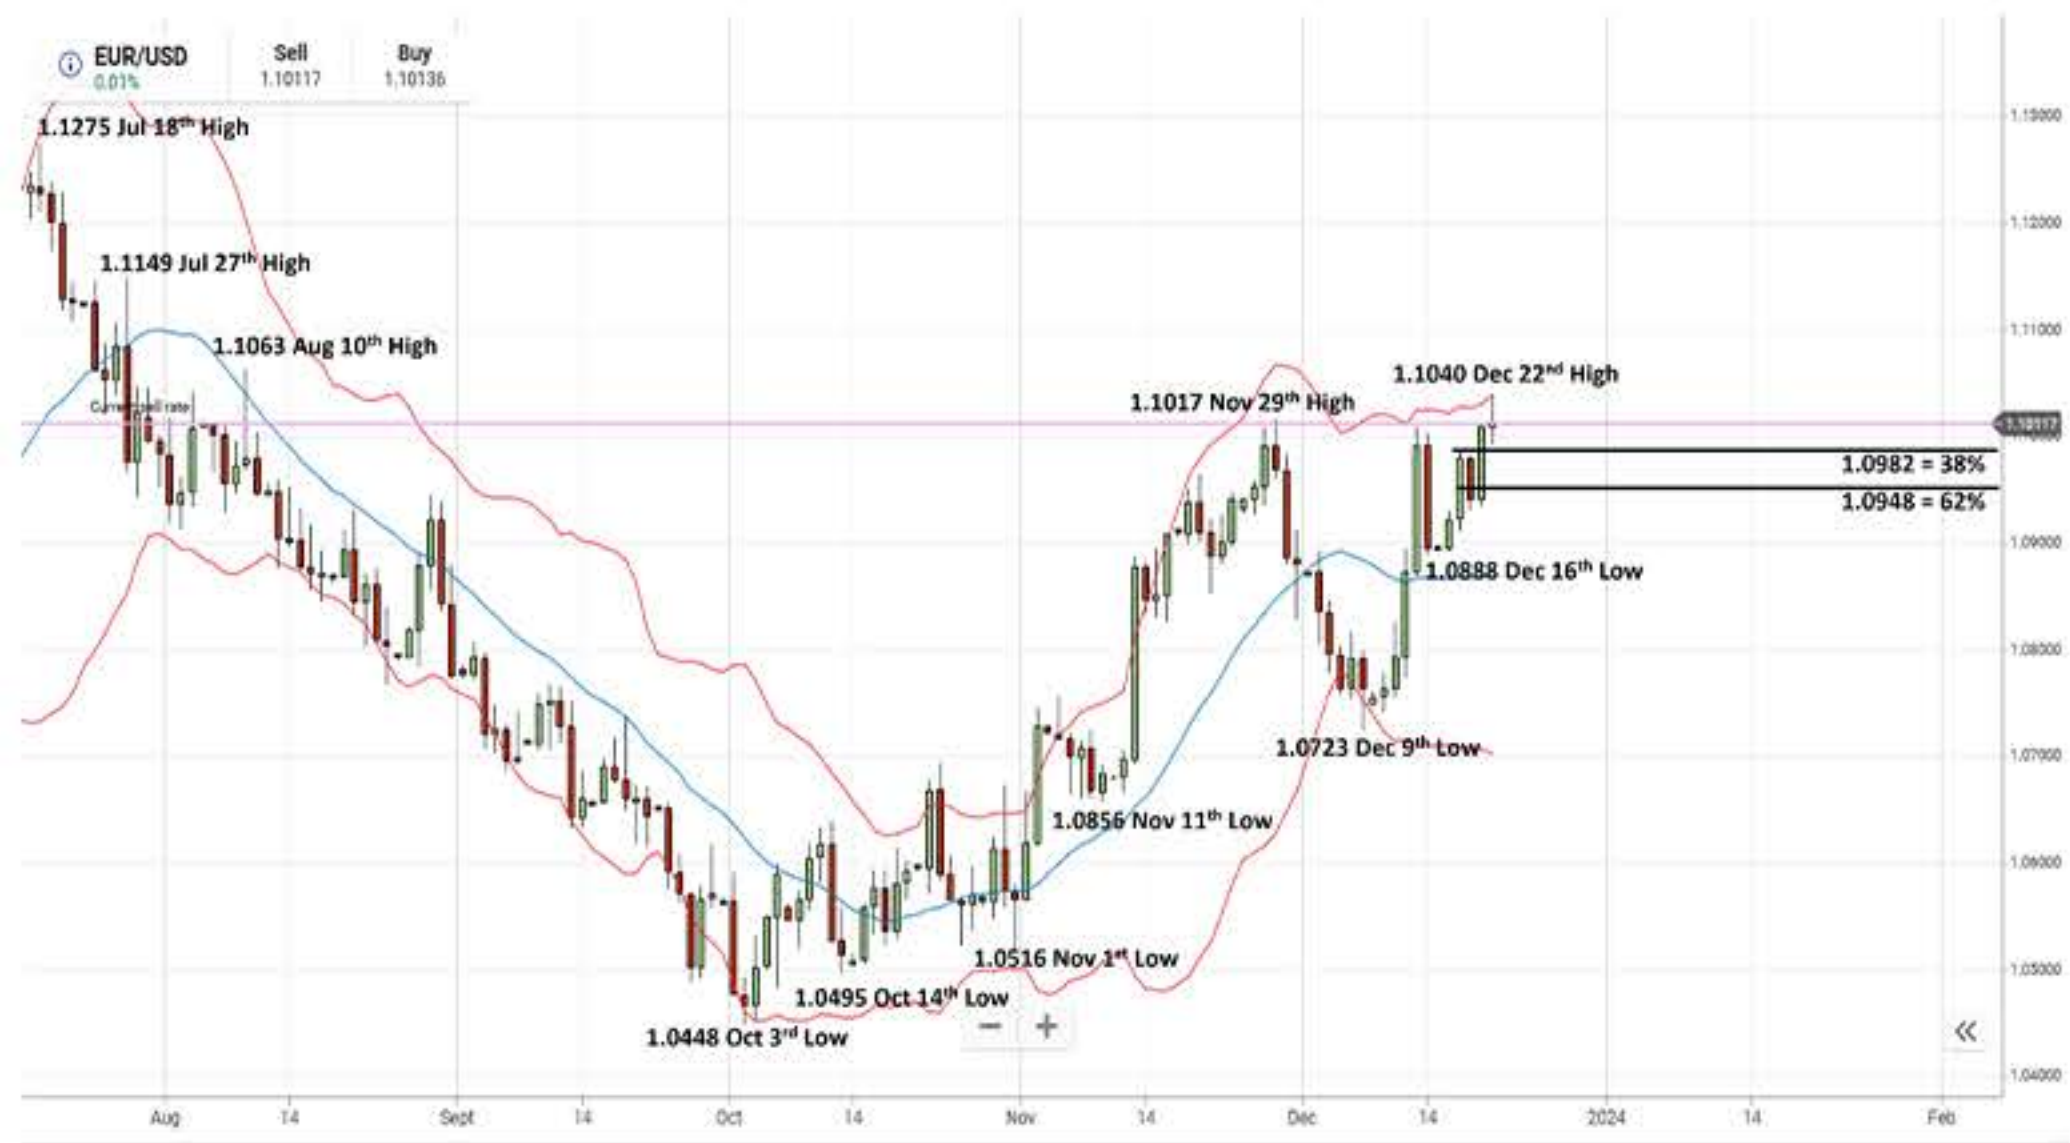 EUR/USD Sell Buy
0.01% 1.10117 1.10136
1.1275 Jul 18th High
1.13000
1.12000
1.1149 Jul 27th High
1.11000
1.1063 Aug 10th High
1.1040 Dec 22nd High
1.1017 Nov 29th High
Current sell rate
1.10117
1.0982 = 38%
1.0948 = 62%
1.09000
1.0888 Dec 16th Low
1.08000
1.0723 Dec 9th Low
1.07000
1.0856 Nov 11th Low
1.06000
1.0516 Nov 1st Low
1.05000
1.0495 Oct 14th Low
1.0448 Oct 3rd Low
− +
1.04000
Aug 14 Sept 14 Oct 14 Nov 14 Dec 14 2024 14 Feb